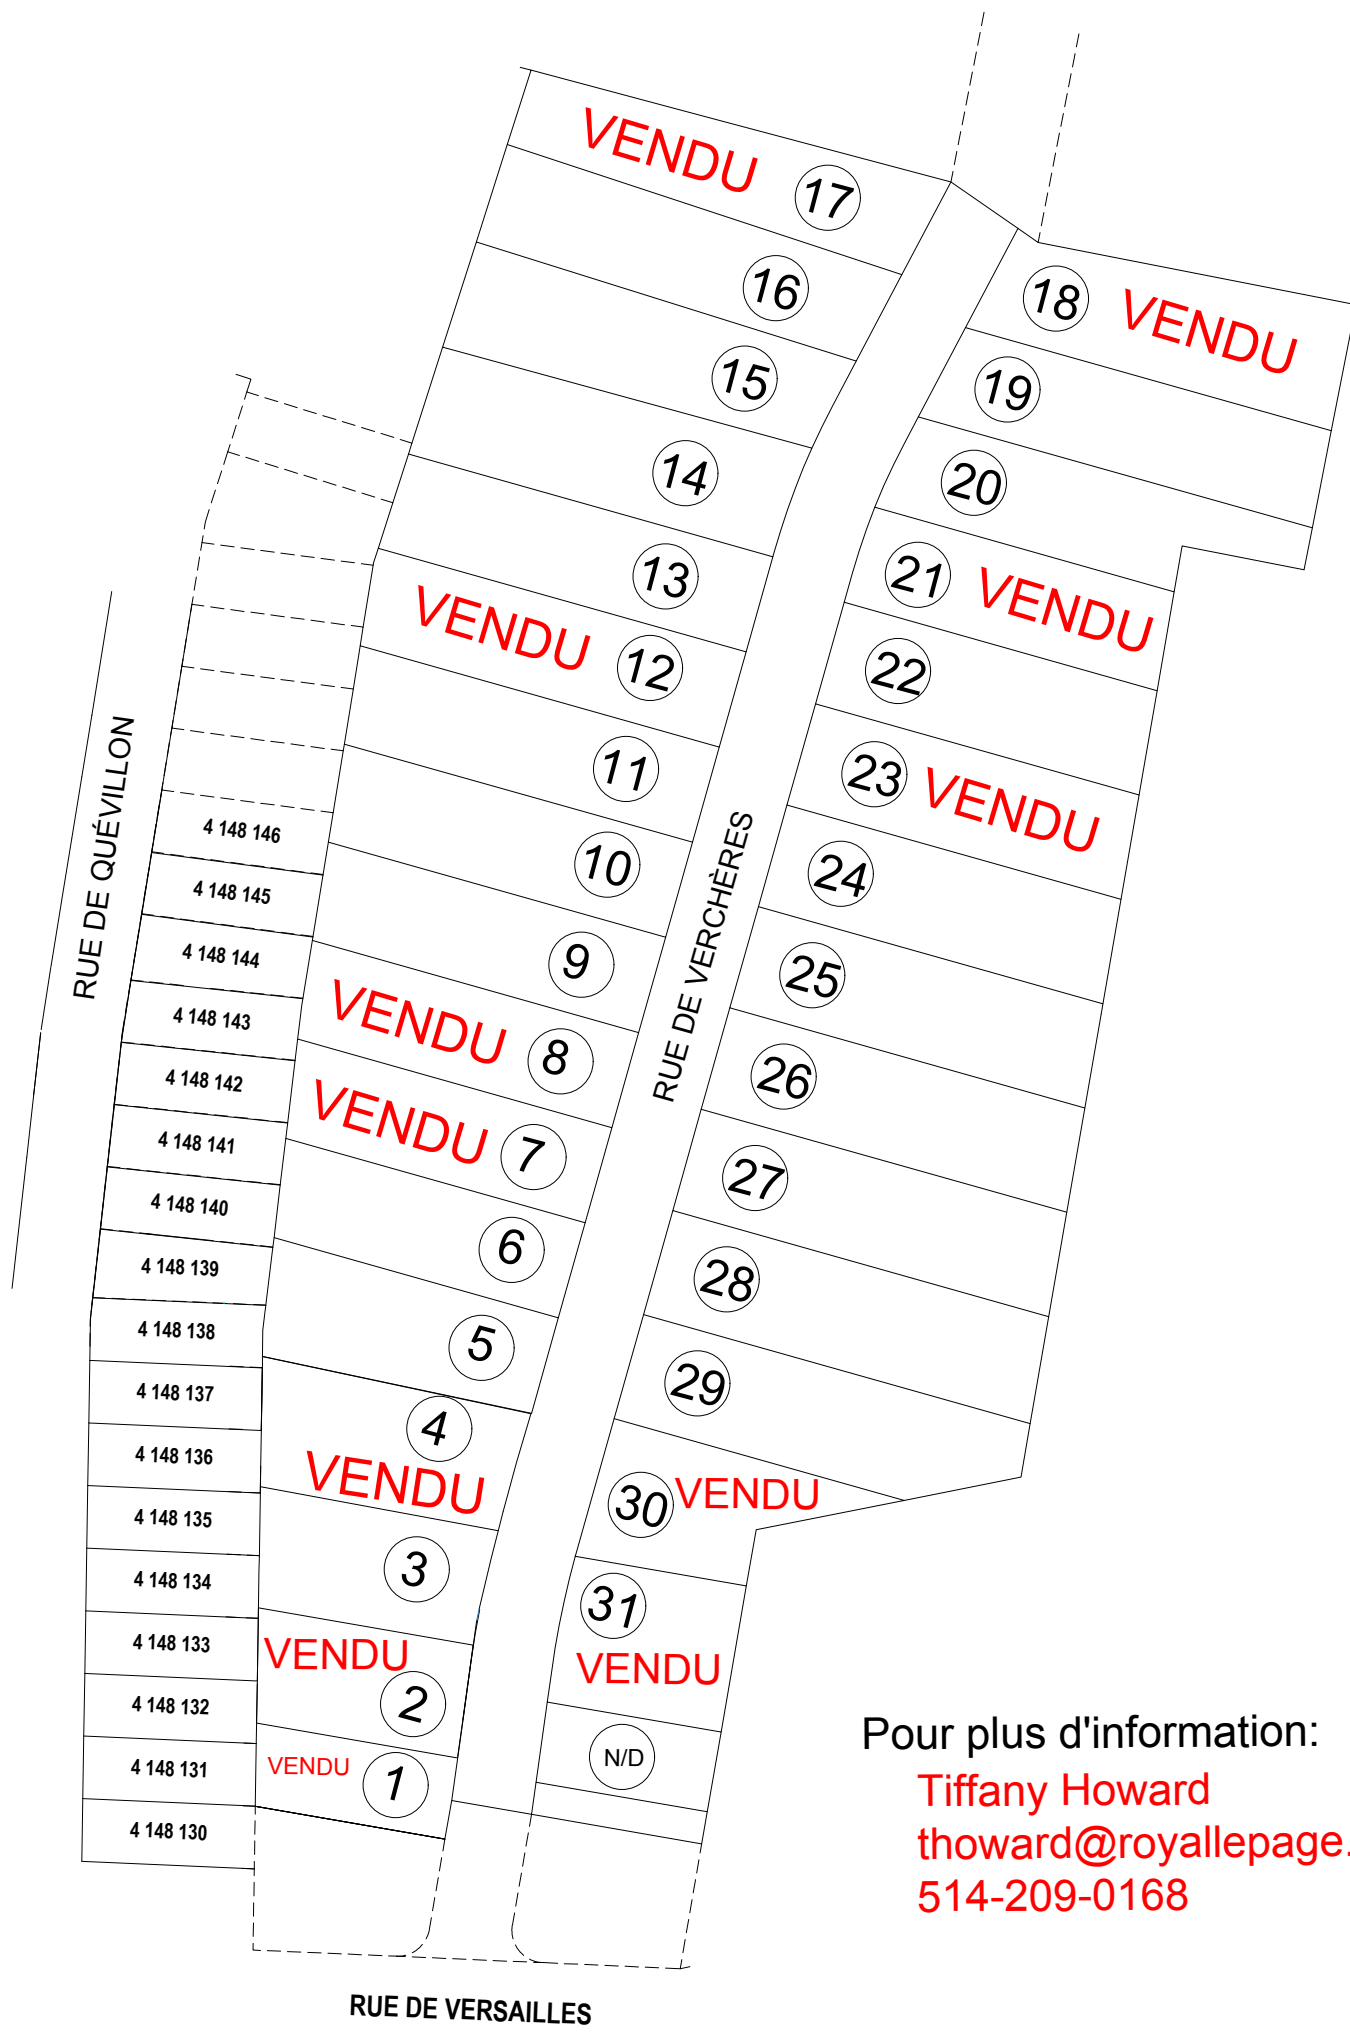 VENDU 17
16
15
14
13
VENDU 12
11
10
9
VENDU 8
VENDU 7
6
5
4
VENDU
3
VENDU
2
VENDU 1
18 VENDU
19
20
21 VENDU
22
23 VENDU
24
25
26
27
28
29
30 VENDU
31
VENDU
N/D
RUE DE QUÉVILLON
RUE DE VERCHÈRES
4 148 146
4 148 145
4 148 144
4 148 143
4 148 142
4 148 141
4 148 140
4 148 139
4 148 138
4 148 137
4 148 136
4 148 135
4 148 134
4 148 133
4 148 132
4 148 131
4 148 130
Pour plus d'information:
Tiffany Howard
thoward@royallepage.
514-209-0168
RUE DE VERSAILLES